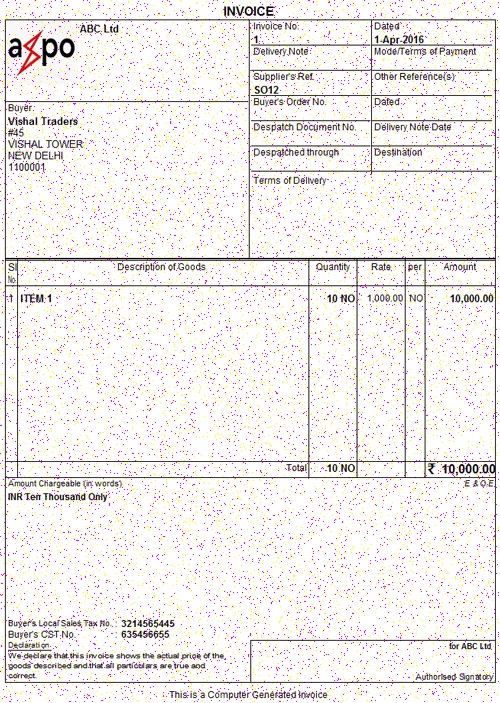 INVOICE
ABC Ltd
axpo
Invoice No.
1
Dated
1-Apr-2016
Delivery Note
Mode/Terms of Payment
Supplier's Ref.
SO12
Other Reference(s)
Buyer's Order No.
Dated
Despatch Document No.
Delivery Note Date
Despatched through
Destination
Terms of Delivery
Buyer
Vishal Traders
#45
VISHAL TOWER
NEW DELHI
1100001
Sl No. Description of Goods Quantity Rate per Amount
1 ITEM 1 10 NO 1,000.00 NO 10,000.00
Total 10 NO ₹ 10,000.00
Amount Chargeable (in words) E. & O.E
INR Ten Thousand Only
Buyer's Local Sales Tax No. : 3214565445
Buyer's CST No. : 635456655
Declaration
We declare that this invoice shows the actual price of the
goods described and that all particulars are true and
correct.
for ABC Ltd
Authorised Signatory
This is a Computer Generated Invoice